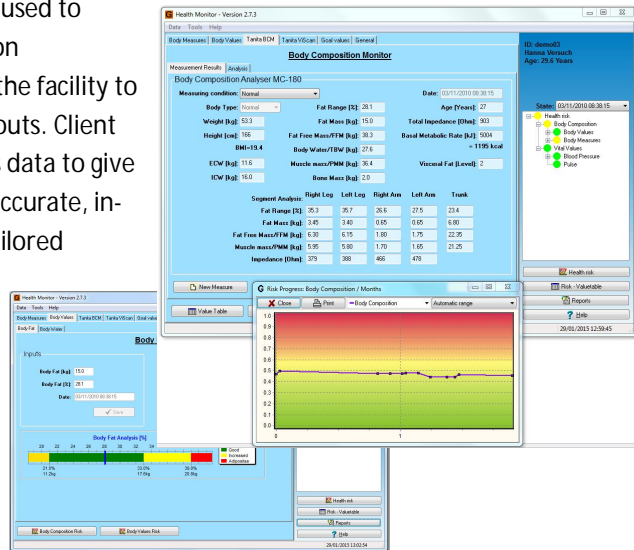 used to
on
the facility to
outs. Client
s data to give
accurate, in-
ilored
Health Monitor - Version 2.7.3
Data Tools Help
Body Measures Body Values Tanita BCM Tanita ViScan Goal values General
Body Composition Monitor
Measurement Results Analysis
Body Composition Analyser MC-180
Measuring condition: Normal Date: 03/11/2010 08:38:15
Body Type: Normal Fat Range [%]: 28.1 Age [Years]: 27
Weight [kg]: 53.3 Fat Mass [kg]: 15.0 Total Impedance [Ohm]: 903
Height [cm]: 166 Fat Free Mass/FFM [kg]: 38.3 Basal Metabolic Rate [kJ]: 5004
BMI=19.4 Body Water/TBW [kg]: 27.6 = 1195 kcal
ECW [kg]: 11.6 Muscle mass/PMM [kg]: 36.4 Visceral Fat [Level]: 2
ICW [kg]: 16.0 Bone Mass [kg]: 2.0
Segment Analysis: Right Leg Left Leg Right Arm Left Arm Trunk
Fat Range [%]: 35.3 35.7 26.6 27.5 23.4
Fat Mass [kg]: 3.45 3.40 0.65 0.65 6.80
Fat Free Mass/FFM [kg]: 6.30 6.15 1.80 1.75 22.35
Muscle mass/PMM [kg]: 5.95 5.80 1.70 1.65 21.25
Impedance [Ohm]: 379 388 466 478
New Measure
Value Table
ID: demo03
Hanna Versuch
Age: 29.6 Years
State: 03/11/2010 08:38:15
Health risk
Body Composition
Body Values
Body Measures
Vital Values
Blood Pressure
Pulse
Health risk
Risk - Valuetable
Reports
Help
29/01/2015 12:59:45
Risk Progress: Body Composition / Months
Close Print Body Composition Automatic range
1.0
0.9
0.8
0.7
0.6
0.5
0.4
0.3
0.2
0.1
0.0
0 1
Health Monitor - Version 2.7.3
Data Tools Help
Body Measures Body Values Tanita BCM Tanita ViScan Goal value
Body Fat Body Water
Body
Inputs
Body Fat [kg]: 15.0
Body Fat [%]: 28.1
Date: 03/11/2010 08:38:15
Save
Body Fat Analysis [%]
20 22 24 26 28 30 32 34
21.0% 33.0% 39.0%
11.2kg 17.6kg 20.8kg
Good
Increased
Adipositas
Body Composition Risk Body Values Risk
Health risk
Risk - Valuetable
Reports
Help
29/01/2015 13:02:54